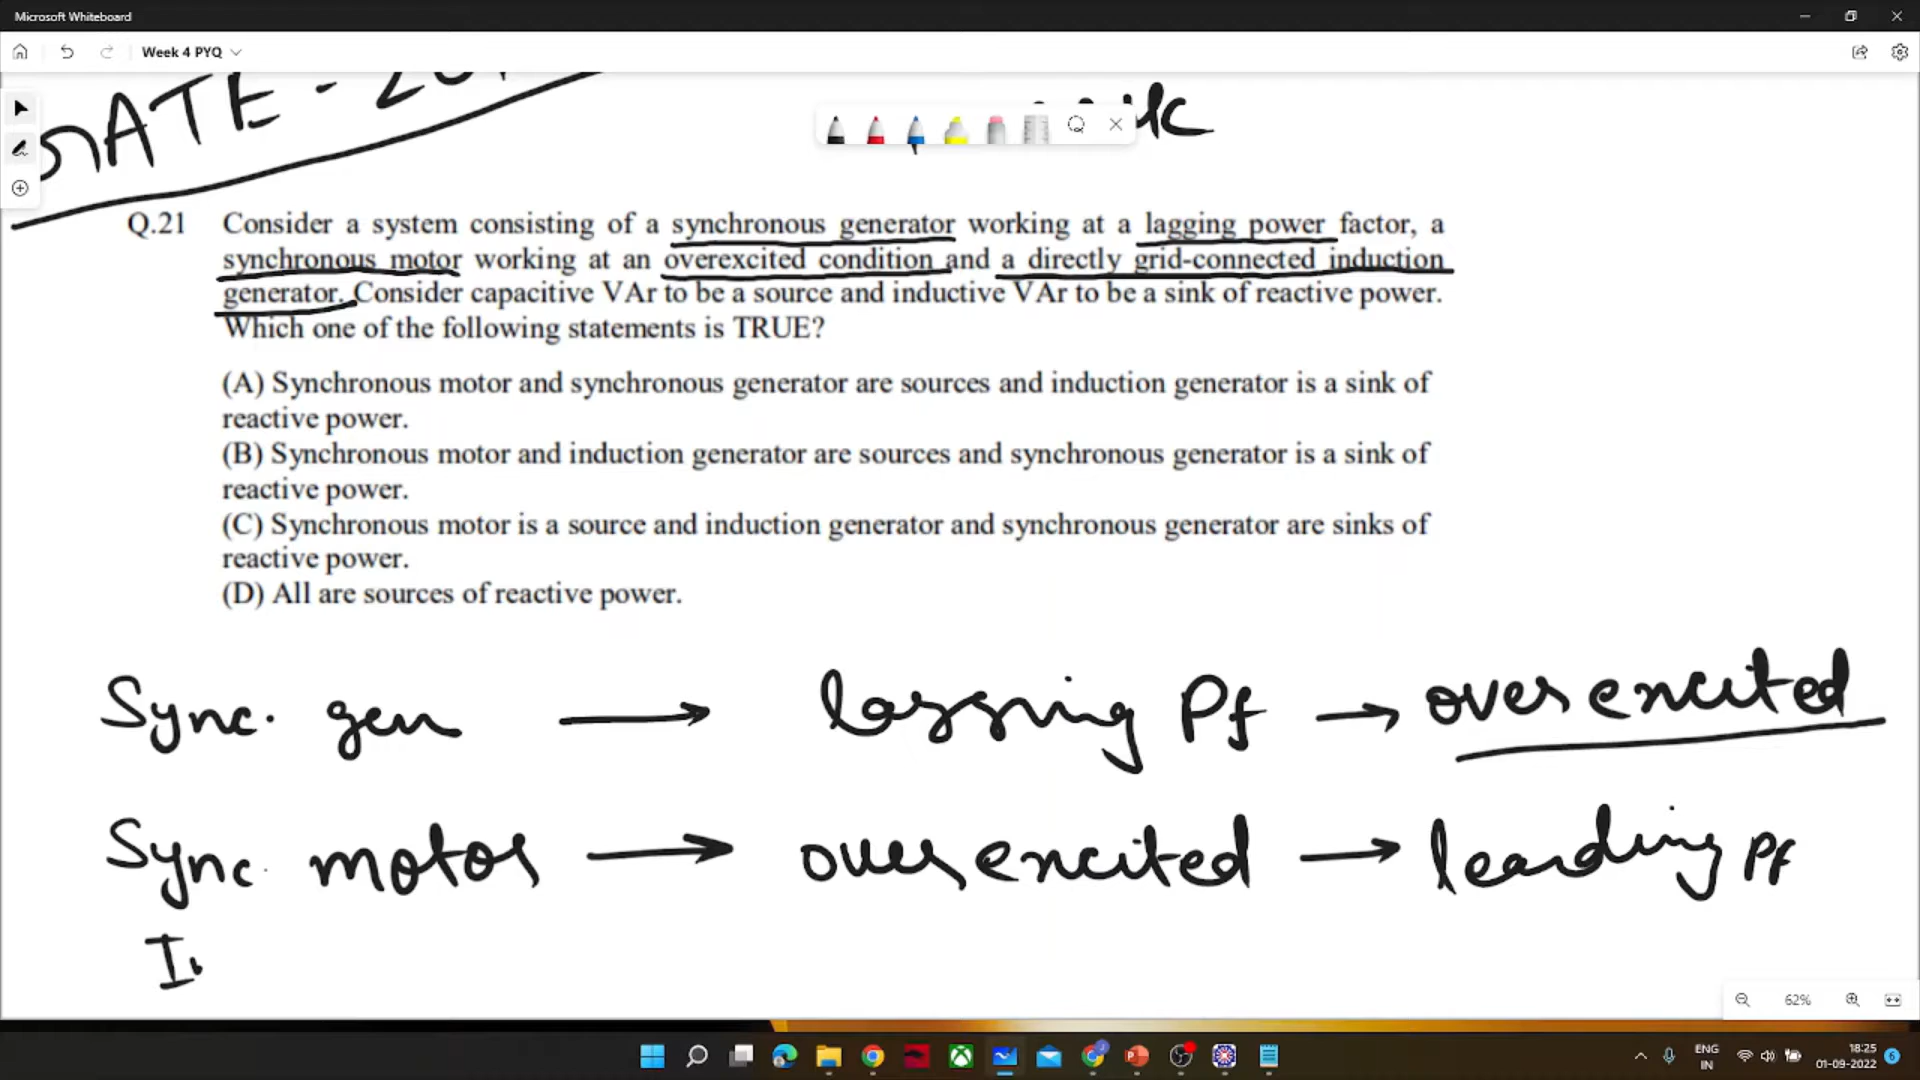 Microsoft Whiteboard
Week 4 PYQ
Q.21 Consider a system consisting of a synchronous generator working at a lagging power factor, a
synchronous motor working at an overexcited condition and a directly grid-connected induction
generator. Consider capacitive VAr to be a source and inductive VAr to be a sink of reactive power.
Which one of the following statements is TRUE?
(A) Synchronous motor and synchronous generator are sources and induction generator is a sink of
reactive power.
(B) Synchronous motor and induction generator are sources and synchronous generator is a sink of
reactive power.
(C) Synchronous motor is a source and induction generator and synchronous generator are sinks of
reactive power.
(D) All are sources of reactive power.
Sync. gen → lagging Pf → over excited
Sync. motor → over excited → leading Pf
62%
ENG
IN
18:25
01-09-2022
6